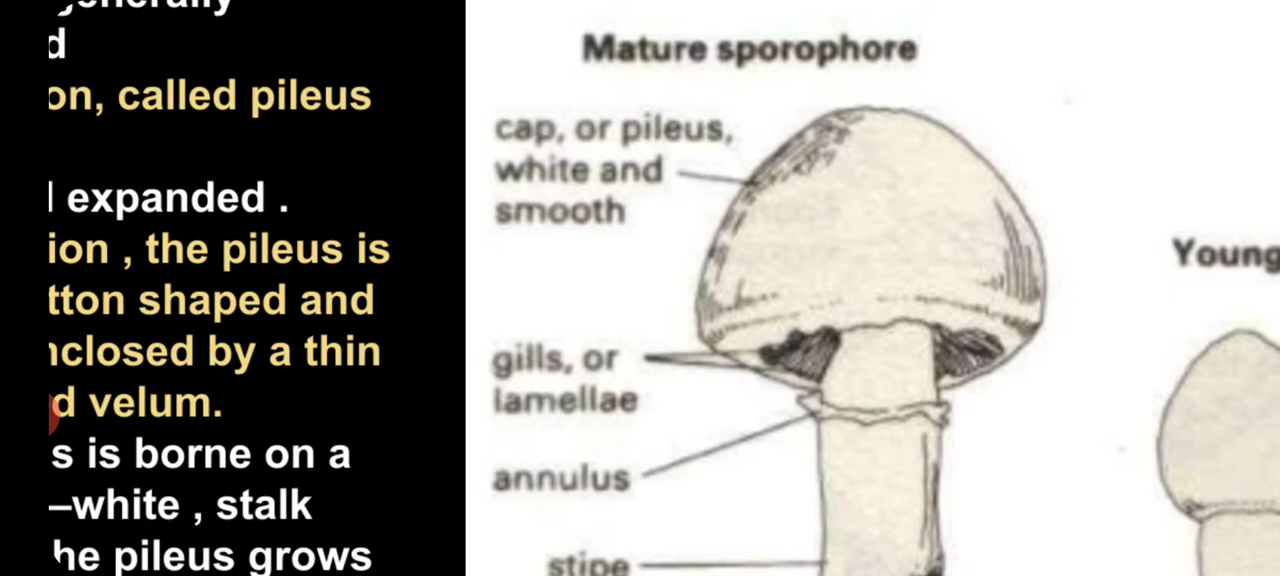 generally
d
on, called pileus
expanded .
ion , the pileus is
tton shaped and
nclosed by a thin
d velum.
s is borne on a
–white , stalk
he pileus grows
Mature sporophore
cap, or pileus,
white and
smooth
gills, or
lamellae
annulus
stipe
Young